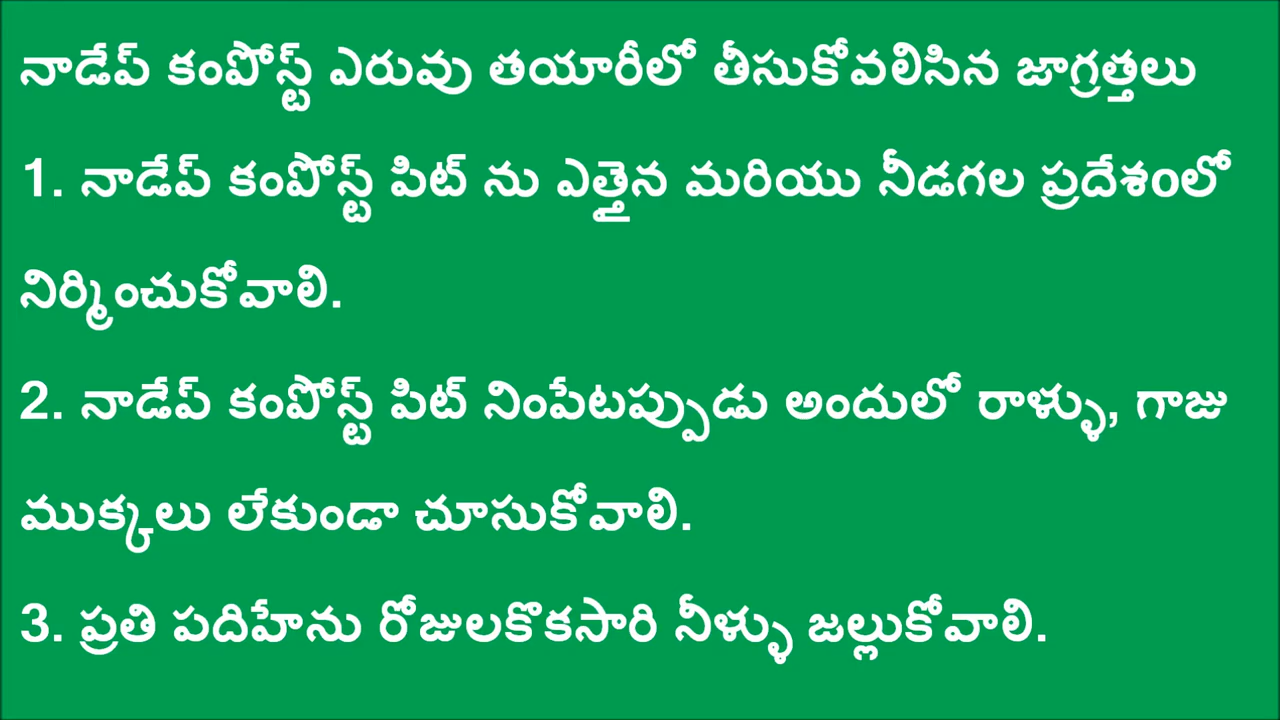 నాడేప్ కంపోస్ట్ ఎరువు తయారీలో తీసుకోవలిసిన జాగ్రత్తలు
1. నాడేప్ కంపోస్ట్ పిట్ ను ఎత్తైన మరియు నీడగల ప్రదేశంలో
నిర్మించుకోవాలి.
2. నాడేప్ కంపోస్ట్ పిట్ నింపేటప్పుడు అందులో రాళ్ళు, గాజు
ముక్కలు లేకుండా చూసుకోవాలి.
3. ప్రతి పదిహేను రోజులకొకసారి నీళ్ళు జల్లుకోవాలి.